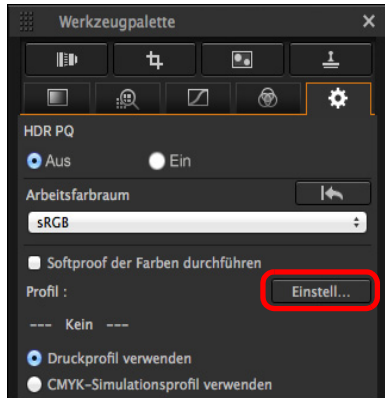 Werkzeugpalette
HDR PQ
Aus Ein
Arbeitsfarbraum
sRGB
Softproof der Farben durchführen
Profil : Einstell...
--- Kein ---
Druckprofil verwenden
CMYK-Simulationsprofil verwenden